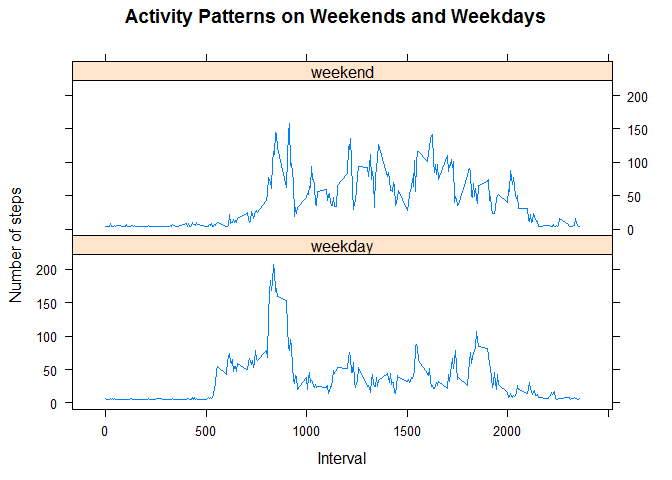 Activity Patterns on Weekends and Weekdays
weekend
200
150
100
50
0
weekday
200
150
100
50
0
Number of steps
0 500 1000 1500 2000
Interval